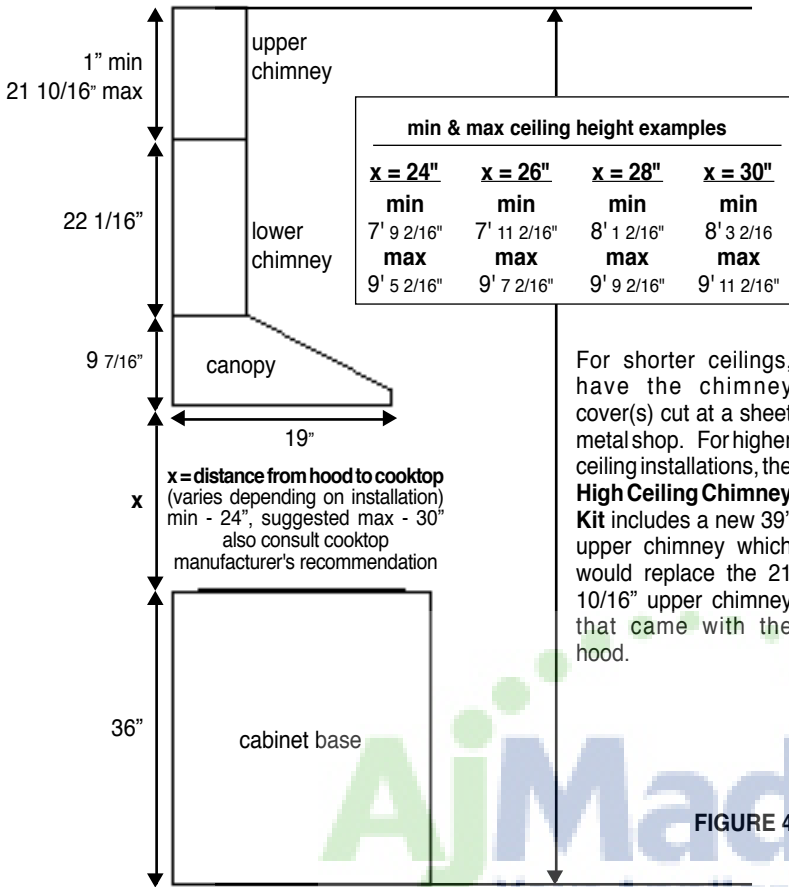 1” min
21 10/16” max
upper
chimney
22 1/16”
lower
chimney
9 7/16”
canopy
19”
x
x = distance from hood to cooktop
(varies depending on installation)
min - 24”, suggested max - 30”
also consult cooktop
manufacturer's recommendation
36”
cabinet base
min & max ceiling height examples
x = 24" x = 26" x = 28" x = 30"
min min min min
7' 9 2/16" 7' 11 2/16" 8' 1 2/16" 8' 3 2/16
max max max max
9' 5 2/16" 9' 7 2/16" 9' 9 2/16" 9' 11 2/16"
For shorter ceilings,
have the chimney
cover(s) cut at a sheet
metal shop. For higher
ceiling installations, the
High Ceiling Chimney
Kit includes a new 39”
upper chimney which
would replace the 21
10/16” upper chimney
that came with the
hood.
FIGURE 4
AjMad